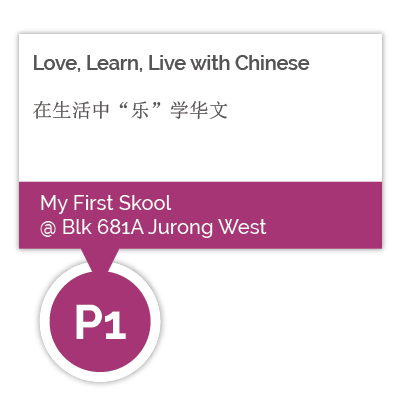 Love, Learn, Live with Chinese
在生活中“乐”学华文
My First Skool
@ Blk 681A Jurong West
P1